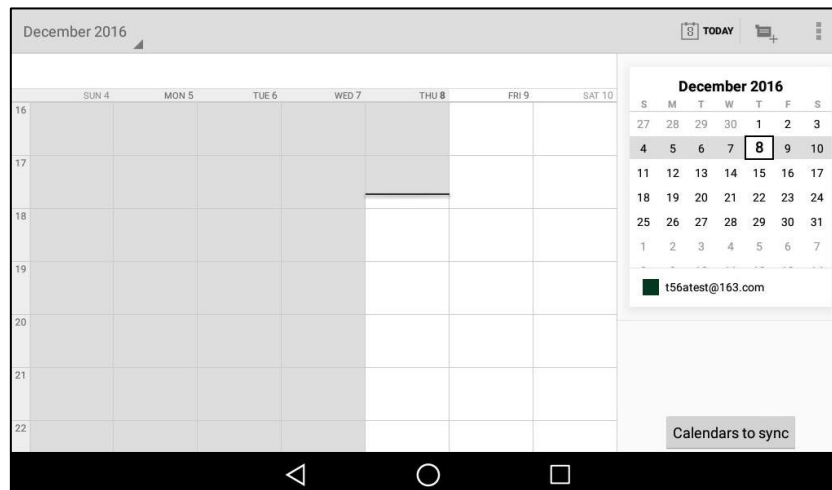 December 2016
8 TODAY
SUN 4 MON 5 TUE 6 WED 7 THU 8 FRI 9 SAT 10
16
17
18
19
20
21
22
December 2016
S M T W T F S
27 28 29 30 1 2 3
4 5 6 7 8 9 10
11 12 13 14 15 16 17
18 19 20 21 22 23 24
25 26 27 28 29 30 31
1 2 3 4 5 6 7
t56atest@163.com
Calendars to sync